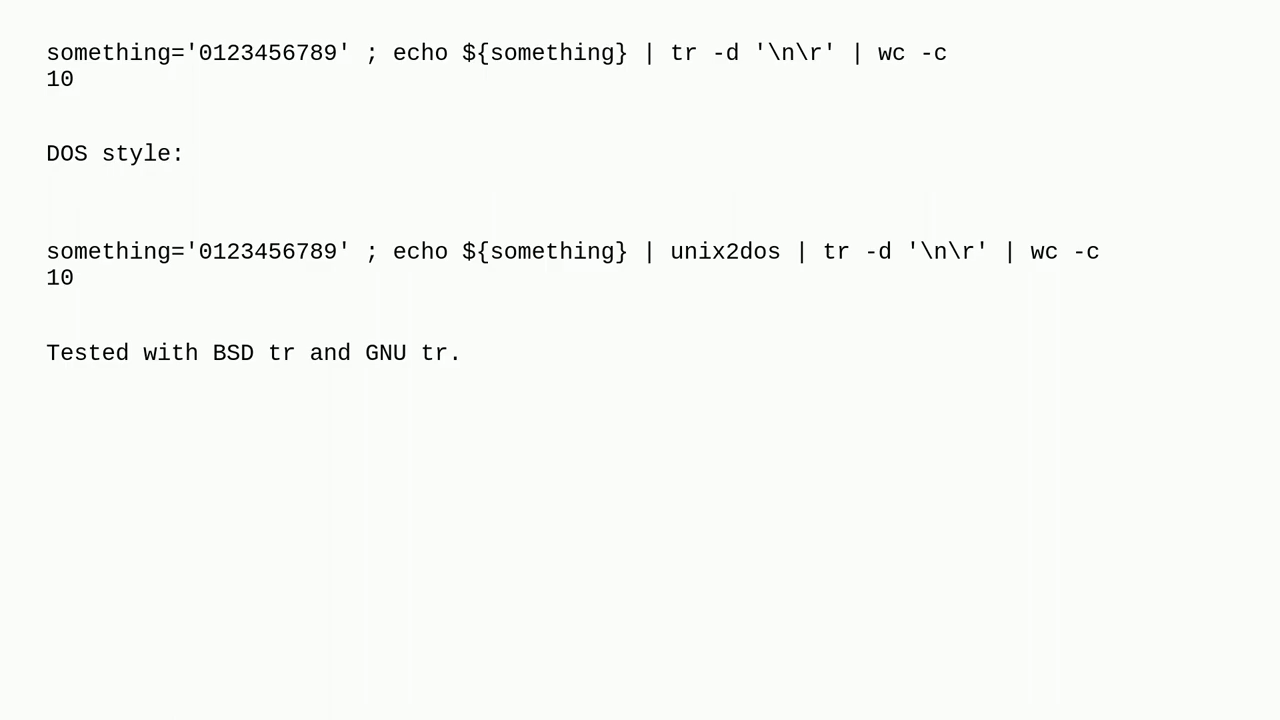 something='0123456789' ; echo ${something} | tr -d '\n\r' | wc -c
10
DOS style:
something='0123456789' ; echo ${something} | unix2dos | tr -d '\n\r' | wc -c
10
Tested with BSD tr and GNU tr.